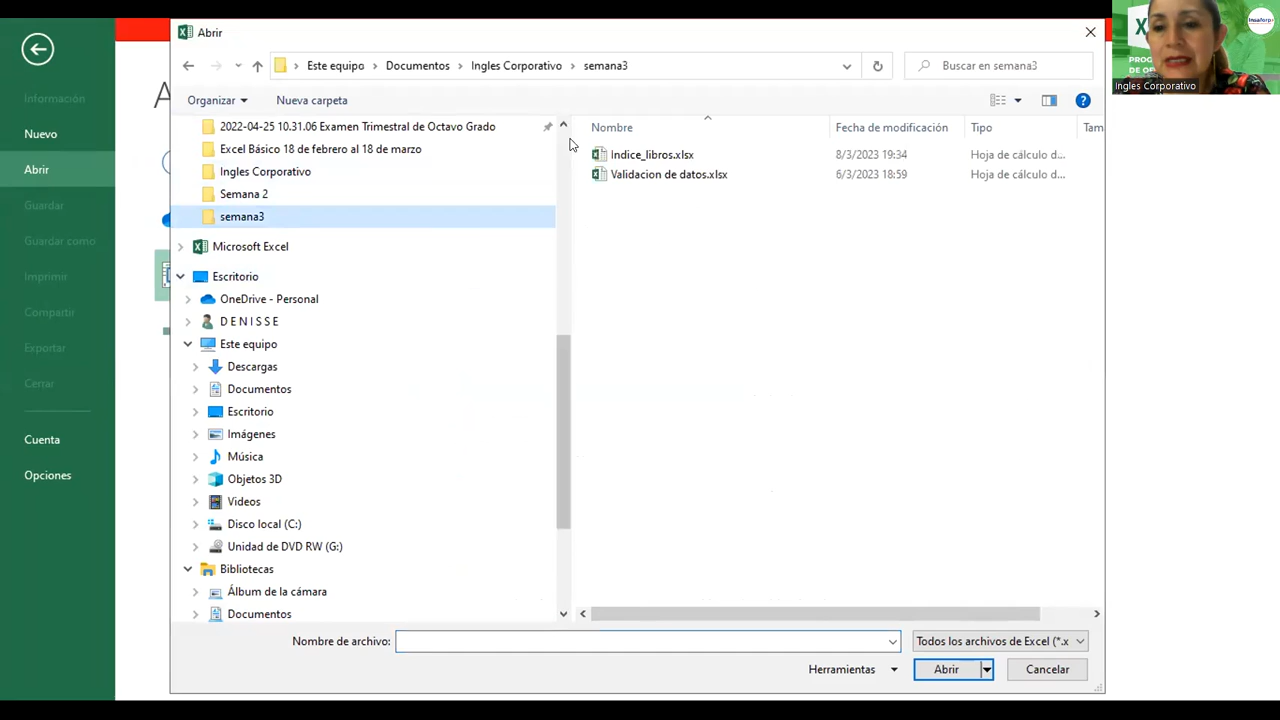 Abrir
Este equipo > Documentos > Ingles Corporativo > semana3
Buscar en semana3
Organizar
Nueva carpeta
Información
Nuevo
Abrir
Guardar
Guardar como
Imprimir
Compartir
Exportar
Cerrar
Cuenta
Opciones
2022-04-25 10.31.06 Examen Trimestral de Octavo Grado
Excel Básico 18 de febrero al 18 de marzo
Ingles Corporativo
Semana 2
semana3
Microsoft Excel
Escritorio
OneDrive - Personal
D E N I S S E
Este equipo
Descargas
Documentos
Escritorio
Imágenes
Música
Objetos 3D
Videos
Disco local (C:)
Unidad de DVD RW (G:)
Bibliotecas
Álbum de la cámara
Documentos
Nombre Fecha de modificación Tipo Tam
Indice_libros.xlsx 8/3/2023 19:34 Hoja de cálculo d...
Validacion de datos.xlsx 6/3/2023 18:59 Hoja de cálculo d...
Nombre de archivo:
Todos los archivos de Excel (*.x
Herramientas
Abrir
Cancelar
Insaforp
PROG
DE O
Ingles Corporativo